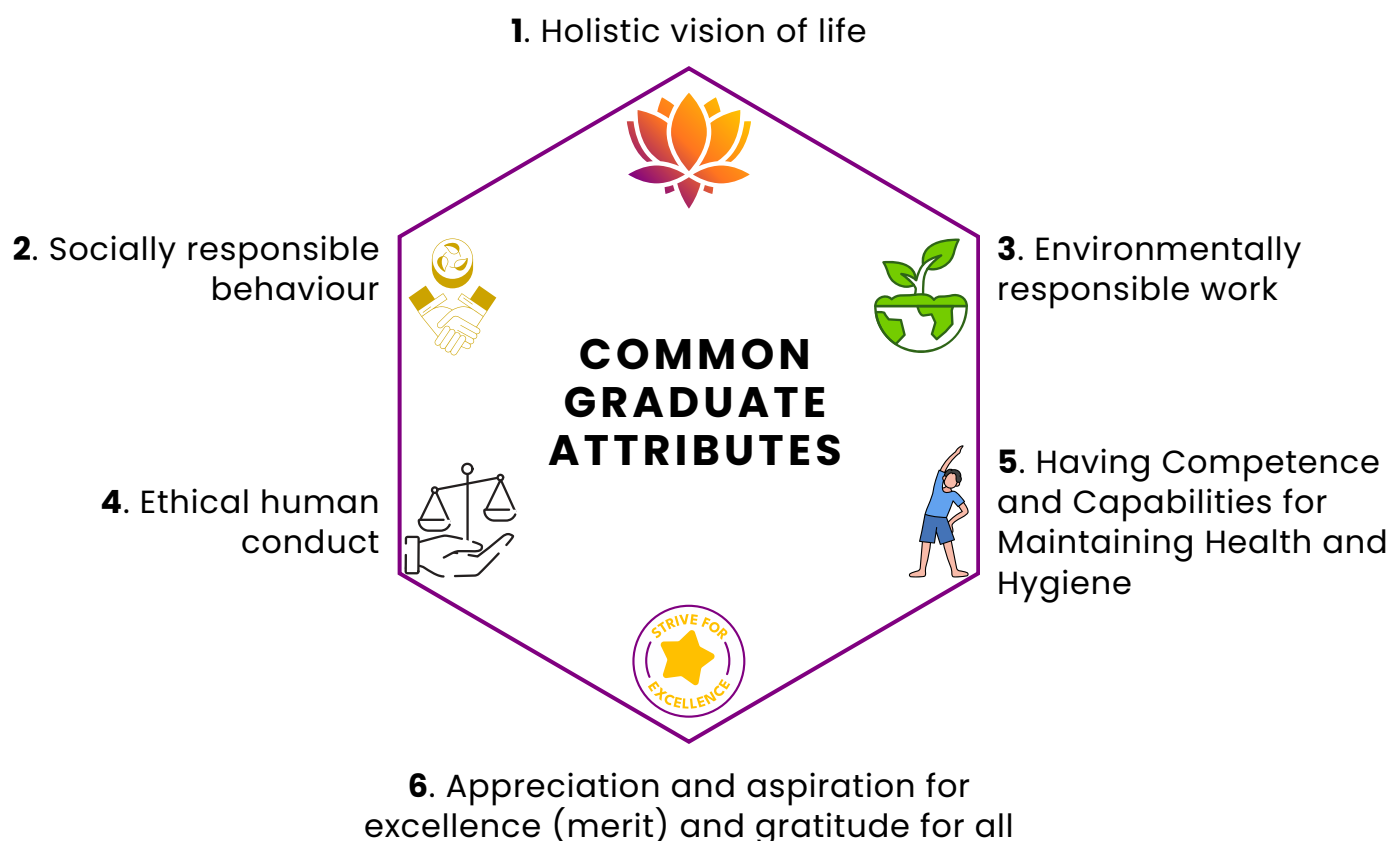 1. Holistic vision of life
2. Socially responsible
behaviour
3. Environmentally
responsible work
COMMON
GRADUATE
ATTRIBUTES
4. Ethical human
conduct
5. Having Competence
and Capabilities for
Maintaining Health and
Hygiene
STRIVE FOR
EXCELLENCE
6. Appreciation and aspiration for
excellence (merit) and gratitude for all